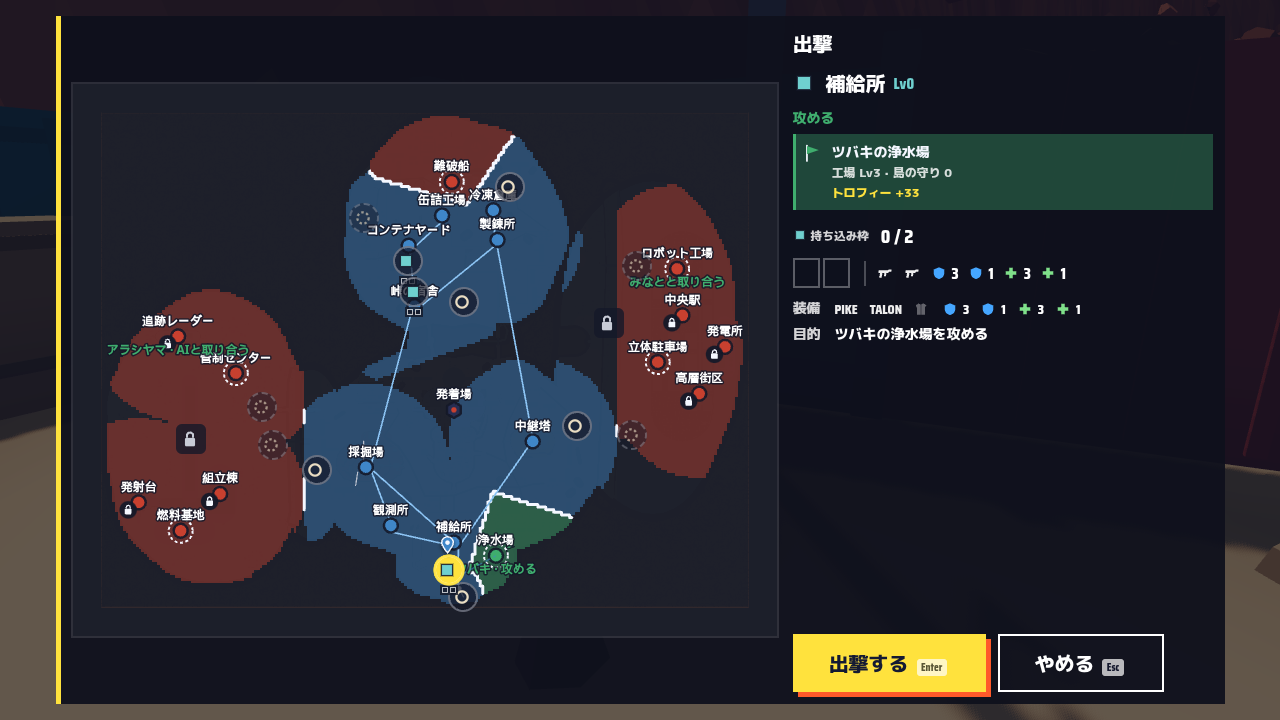 出撃
補給所 Lv0
攻める
ツバキの浄水場
工場 Lv3 - 島の守り 0
トロフィー +33
持ち込み枠 0 / 2
3 1 3 1
装備 PIKE TALON 3 1 3 1
目的 ツバキの浄水場を攻める
出撃する Enter
やめる Esc
難破船
缶詰工場
製錬所
コンテナヤード
ロボット工場
みなとと取り合う
中央駅
追跡レーダー
アラシヤマ・AIと取り合う
発電所
立体駐車場
高層街区
発着場
中継塔
採掘場
組立棟
発射台
燃料基地
観測所
補給所
浄水場
バキ・攻める